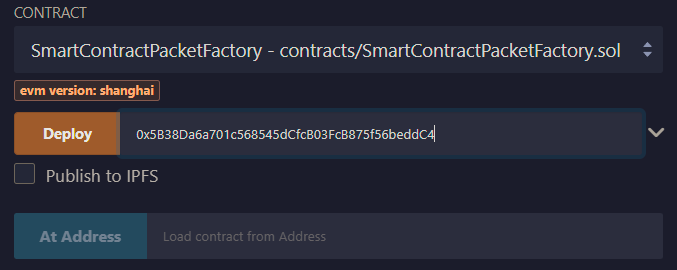 CONTRACT
SmartContractPacketFactory - contracts/SmartContractPacketFactory.sol
evm version: shanghai
Deploy 0x5B38Da6a701c568545dCfcB03FcB875f56beddC4
Publish to IPFS
At Address Load contract from Address